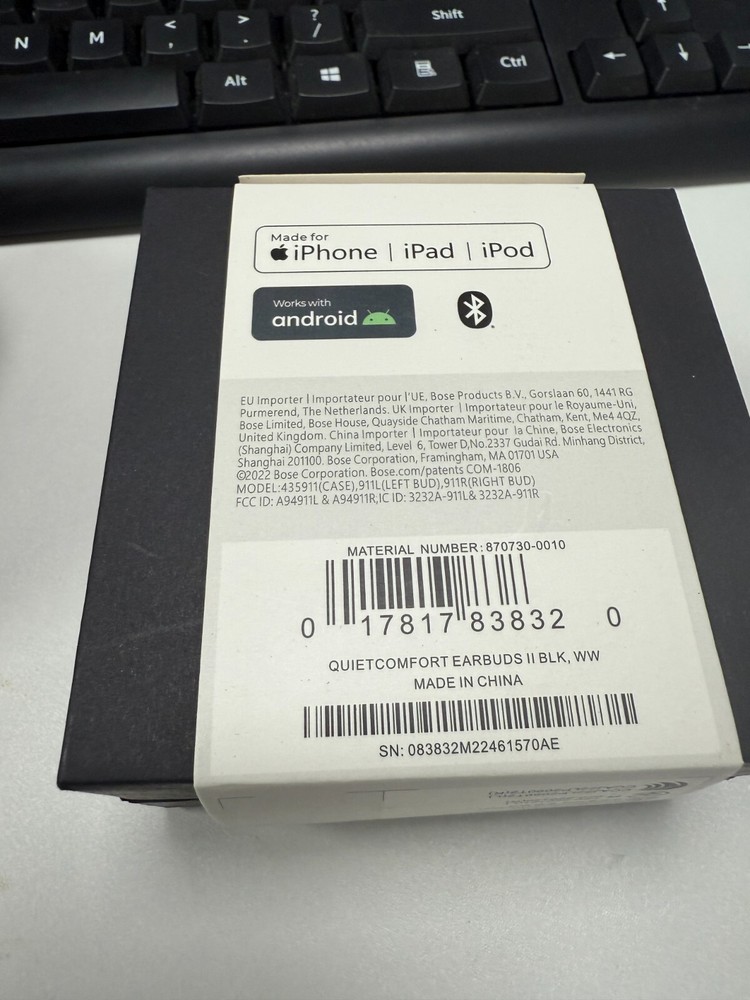 Shift
N
M
<
,
>
.
?
/
Alt
Ctrl
Made for
iPhone | iPad | iPod
Works with
android
EU Importer | Importateur pour l'UE, Bose Products B.V., Gorslaan 60, 1441 RG
Purmerend, The Netherlands. UK Importer | Importateur pour le Royaume-Uni,
Bose Limited, Bose House, Quayside Chatham Maritime, Chatham, Kent, Me4 4QZ,
United Kingdom. China Importer | Importateur pour la Chine, Bose Electronics
(Shanghai) Company Limited, Level 6, Tower D,No.2337 Gudai Rd. Minhang District,
Shanghai 201100. Bose Corporation, Framingham, MA 01701 USA
©2022 Bose Corporation. Bose.com/patents COM-1806
MODEL:435911(CASE),911L(LEFT BUD),911R(RIGHT BUD)
FCC ID: A94911L & A94911R,IC ID: 3232A-911L& 3232A-911R
MATERIAL NUMBER:870730-0010
0 17817 83832 0
QUIETCOMFORT EARBUDS II BLK, WW
MADE IN CHINA
SN: 083832M22461570AE